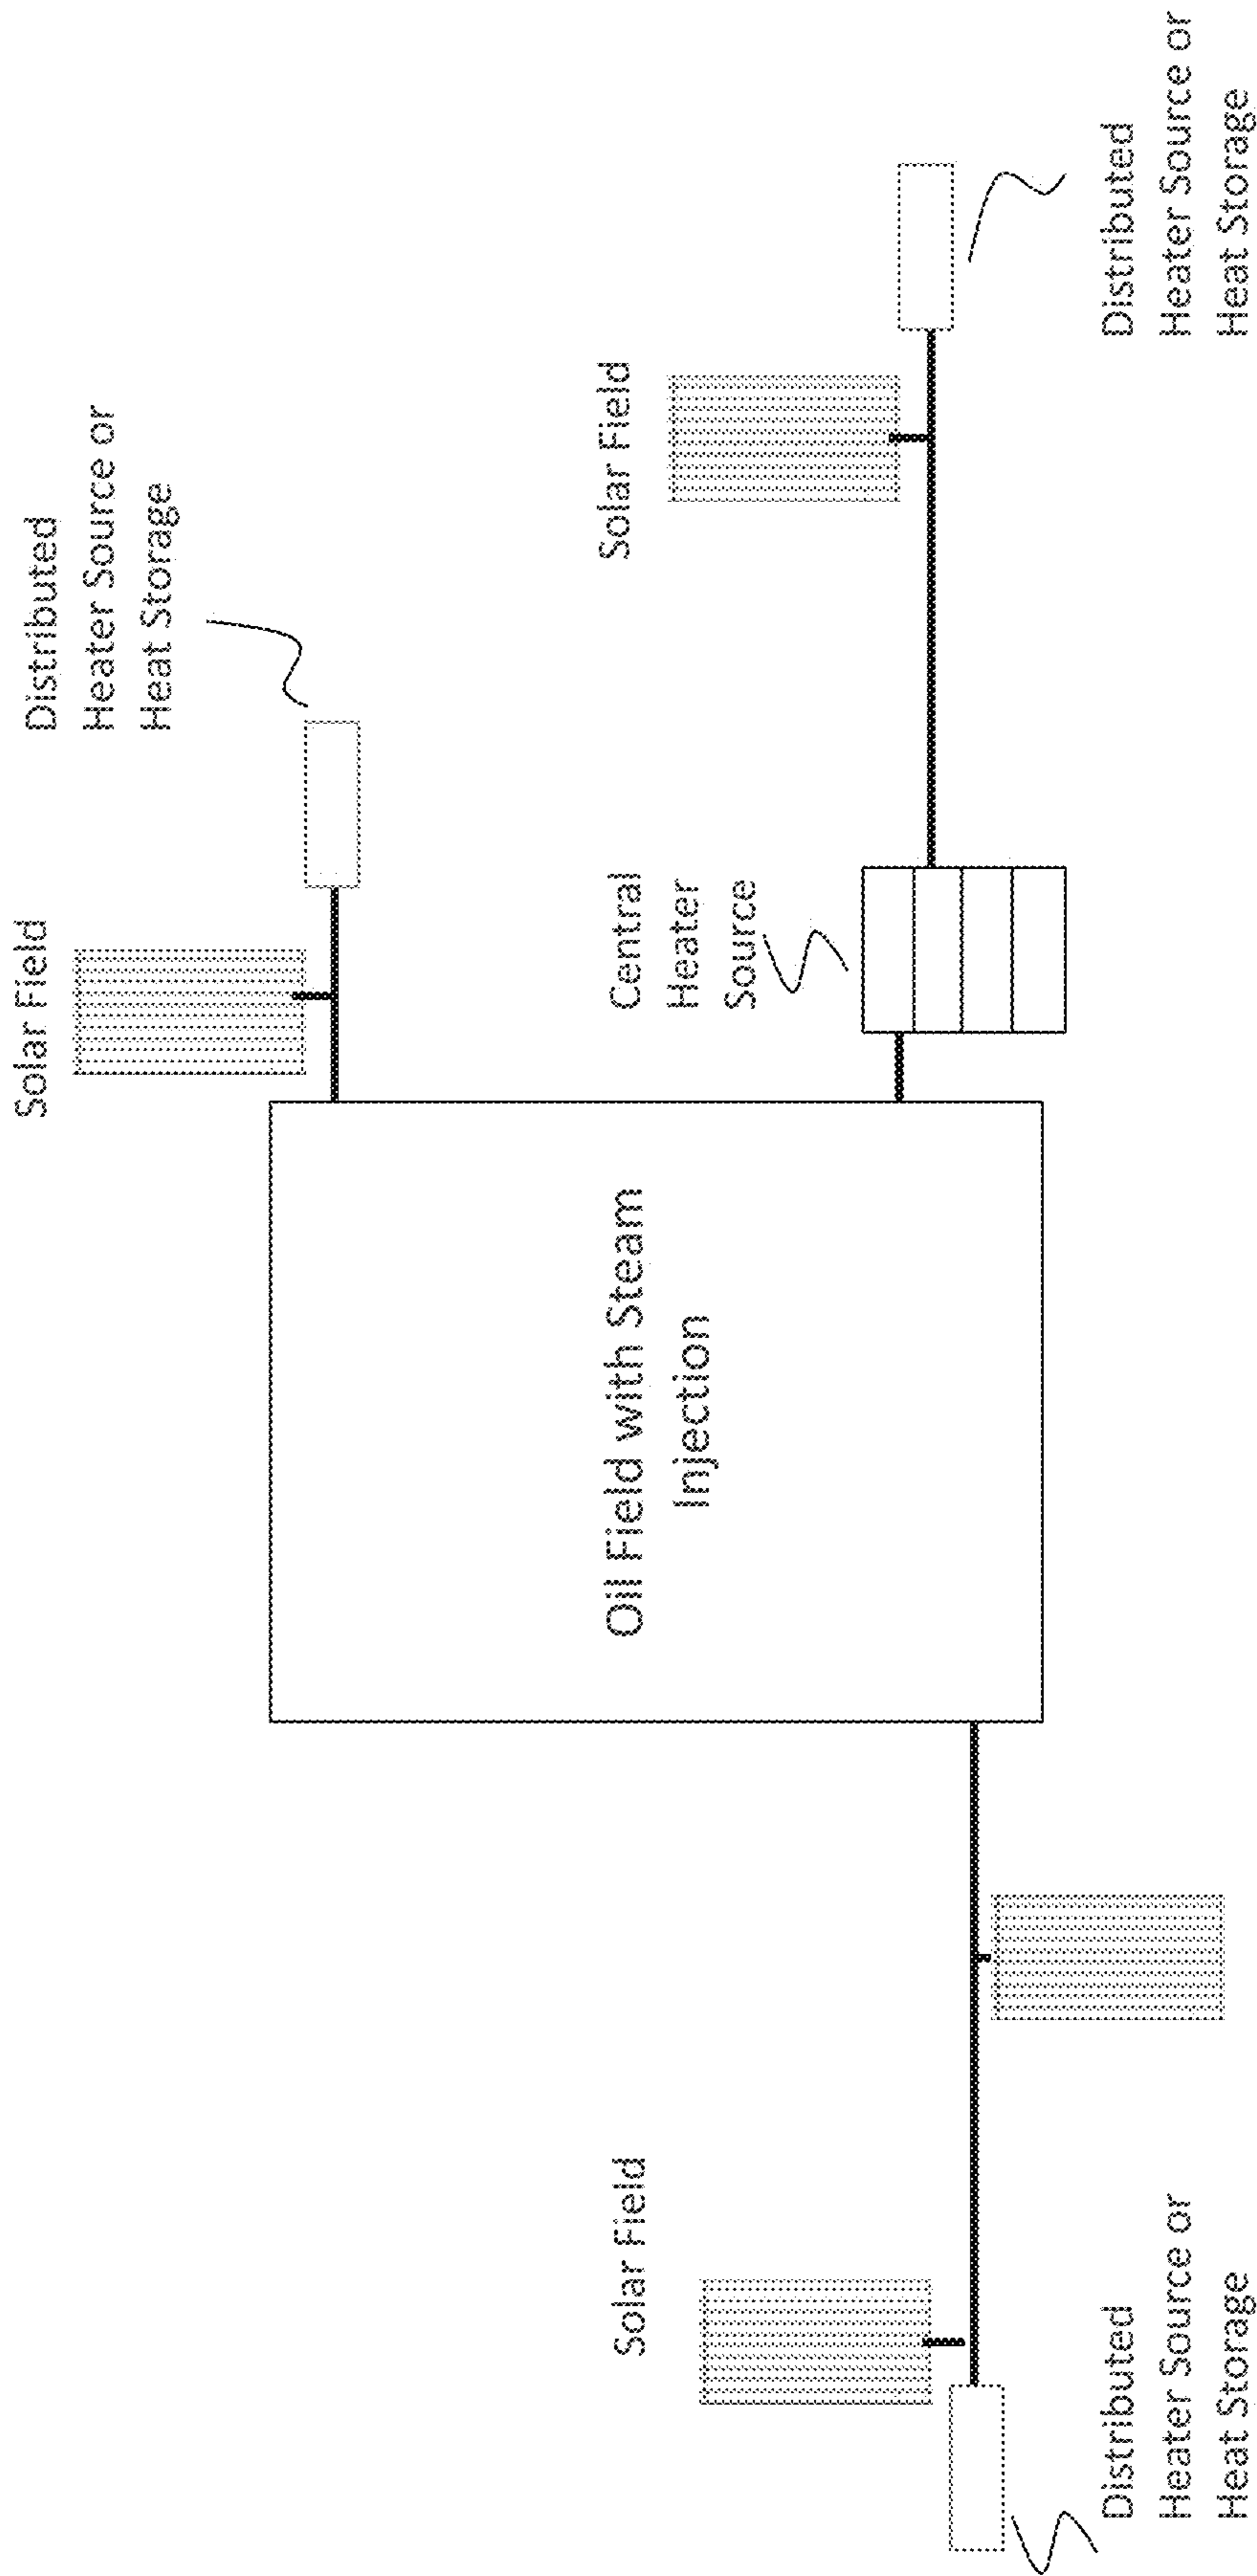 Solar Field
Distributed
Heater Source or
Heat Storage
Solar Field
Oil Field with Steam
Injection
Central
Heater
Source
Solar Field
Distributed
Heater Source or
Heat Storage
Distributed
Heater Source or
Heat Storage